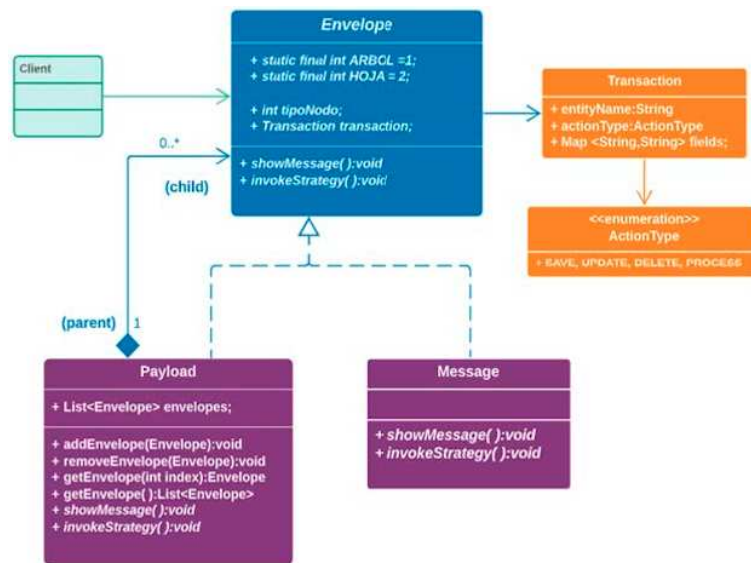 Envelope
+ static final int ARBOL =1;
+ static final int HOJA = 2;
+ int tipoNodo;
+ Transaction transaction;
+ showMessage( ):void
+ invokeStrategy( ):void
Client
0..*
(child)
(parent)
1
Transaction
+ entityName:String
+ actionType:ActionType
+ Map <String,String> fields;
<<enumeration>>
ActionType
+ SAVE, UPDATE, DELETE, PROCESS
Payload
+ List<Envelope> envelopes;
+ addEnvelope(Envelope):void
+ removeEnvelope(Envelope):void
+ getEnvelope(int index):Envelope
+ getEnvelope( ):List<Envelope>
+ showMessage( ):void
+ invokeStrategy( ):void
Message
+ showMessage( ):void
+ invokeStrategy( ):void